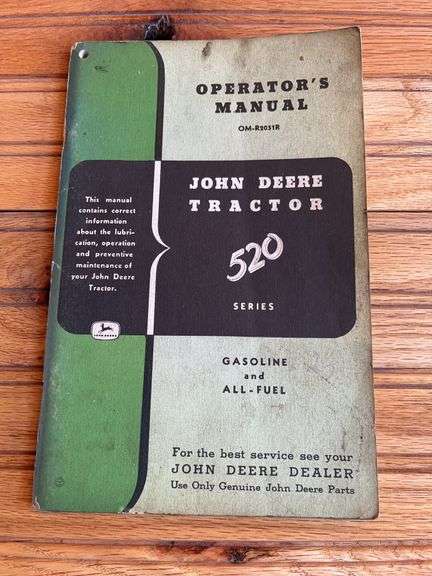 OPERATOR'S
MANUAL
OM-R2031R
This manual
contains correct
information
about the lubri-
cation, operation
and preventive
maintenance of
your John Deere
Tractor.
JOHN DEERE
TRACTOR
520
SERIES
JOHN DEERE
GASOLINE
and
ALL-FUEL
For the best service see your
JOHN DEERE DEALER
Use Only Genuine John Deere Parts